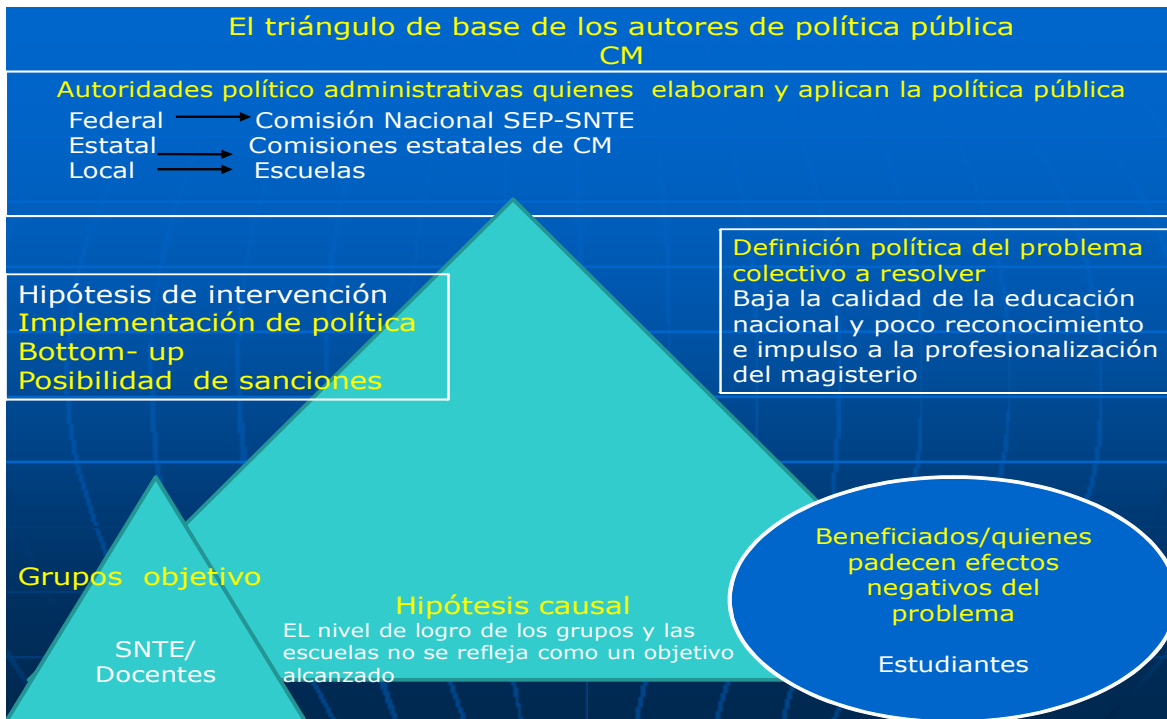 El triángulo de base de los autores de política pública
CM
Autoridades político administrativas quienes elaboran y aplican la política pública
Federal Comisión Nacional SEP-SNTE
Estatal Comisiones estatales de CM
Local Escuelas
Hipótesis de intervención
Implementación de política
Bottom- up
Posibilidad de sanciones
Definición política del problema
colectivo a resolver
Baja la calidad de la educación
nacional y poco reconocimiento
e impulso a la profesionalización
del magisterio
Grupos objetivo
SNTE/
Docentes
Hipótesis causal
EL nivel de logro de los grupos y las
escuelas no se refleja como un objetivo
alcanzado
Beneficiados/quienes
padecen efectos
negativos del
problema
Estudiantes